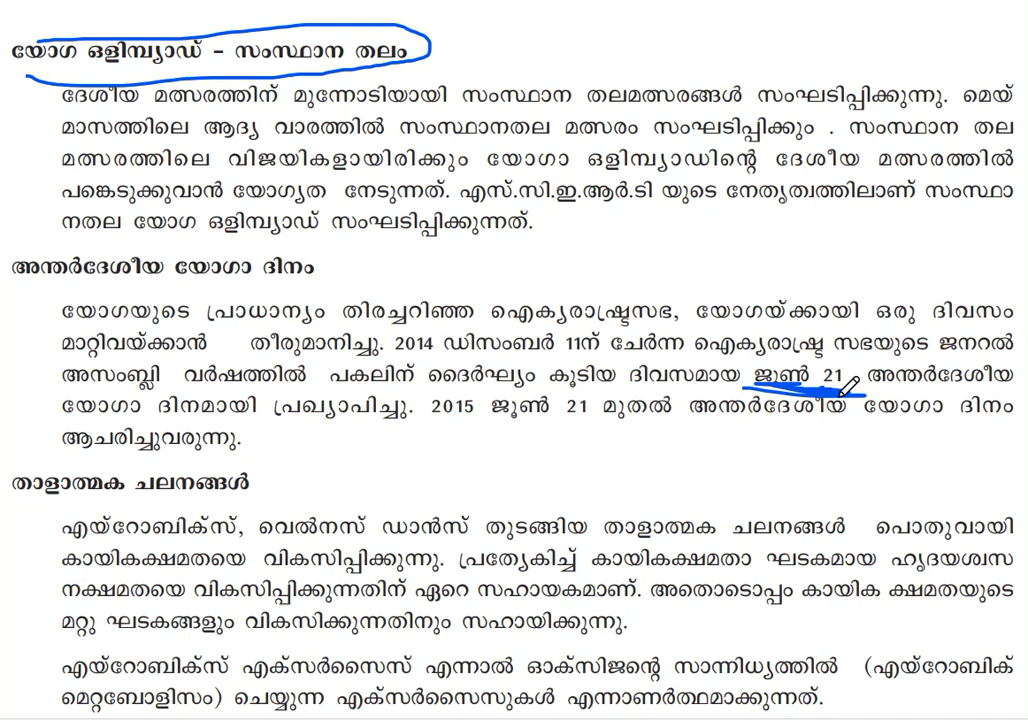 യോഗ ഒളിമ്പ്യാഡ് – സംസ്ഥാന തലം
ദേശീയ മത്സരത്തിന് മുന്നോടിയായി സംസ്ഥാന തലമത്സരങ്ങൾ സംഘടിപ്പിക്കുന്നു. മെയ്
മാസത്തിലെ ആദ്യ വാരത്തിൽ സംസ്ഥാനതല മത്സരം സംഘടിപ്പിക്കും . സംസ്ഥാന തല
മത്സരത്തിലെ വിജയികളായിരിക്കും യോഗാ ഒളിമ്പ്യാഡിന്റെ ദേശീയ മത്സരത്തിൽ
പങ്കെടുക്കുവാൻ യോഗ്യത നേടുന്നത്. എസ്.സി.ഇ.ആർ.ടി യുടെ നേതൃത്വത്തിലാണ് സംസ്ഥാ
നതല യോഗ ഒളിമ്പ്യാഡ് സംഘടിപ്പിക്കുന്നത്.
അന്തർദേശീയ യോഗാ ദിനം
യോഗയുടെ പ്രാധാന്യം തിരച്ചറിഞ്ഞ ഐക്യരാഷ്ട്രസഭ, യോഗയ്ക്കായി ഒരു ദിവസം
മാറ്റിവയ്ക്കാൻ തീരുമാനിച്ചു. 2014 ഡിസംബർ 11ന് ചേർന്ന ഐക്യരാഷ്ട്ര സഭയുടെ ജനറൽ
അസംബ്ലി വർഷത്തിൽ പകലിന് ദൈർഘ്യം കൂടിയ ദിവസമായ ജൂൺ 21 അന്തർദേശീയ
യോഗാ ദിനമായി പ്രഖ്യാപിച്ചു. 2015 ജൂൺ 21 മുതൽ അന്തർദേശീയ യോഗാ ദിനം
ആചരിച്ചുവരുന്നു.
താളാത്മക ചലനങ്ങൾ
എയ്റോബിക്സ്, വെൽനസ് ഡാൻസ് തുടങ്ങിയ താളാത്മക ചലനങ്ങൾ പൊതുവായി
കായികക്ഷമതയെ വികസിപ്പിക്കുന്നു. പ്രത്യേകിച്ച് കായികക്ഷമതാ ഘടകമായ ഹൃദയശ്വസ
നക്ഷമതയെ വികസിപ്പിക്കുന്നതിന് ഏറെ സഹായകമാണ്. അതൊടൊപ്പം കായിക ക്ഷമതയുടെ
മറ്റു ഘടകങ്ങളും വികസിക്കുന്നതിനും സഹായിക്കുന്നു.
എയ്റോബിക്സ് എക്സർസൈസ് എന്നാൽ ഓക്സിജന്റെ സാന്നിധ്യത്തിൽ (എയ്റോബിക്
മെറ്റബോളിസം) ചെയ്യുന്ന എക്സർസൈസുകൾ എന്നാണർത്ഥമാക്കുന്നത്.